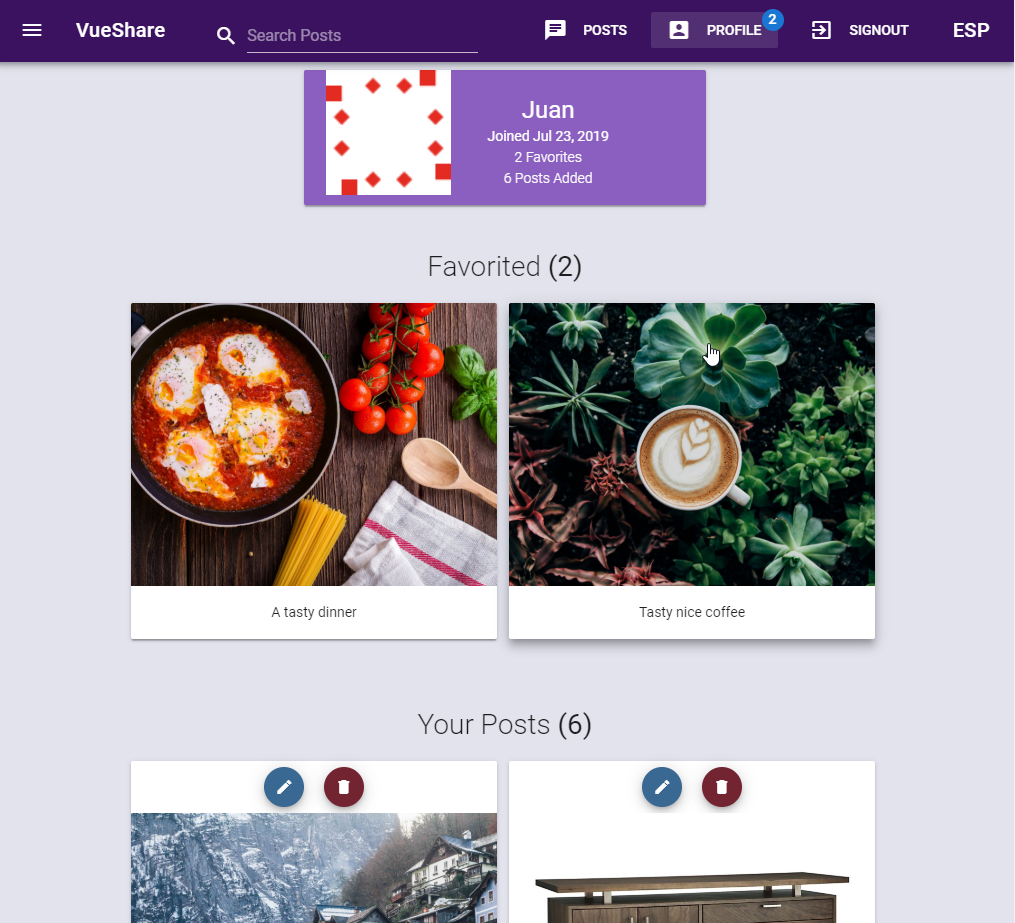 VueShare
Search Posts
POSTS
PROFILE
2
SIGNOUT
ESP
Juan
Joined Jul 23, 2019
2 Favorites
6 Posts Added
Favorited (2)
A tasty dinner
Tasty nice coffee
Your Posts (6)